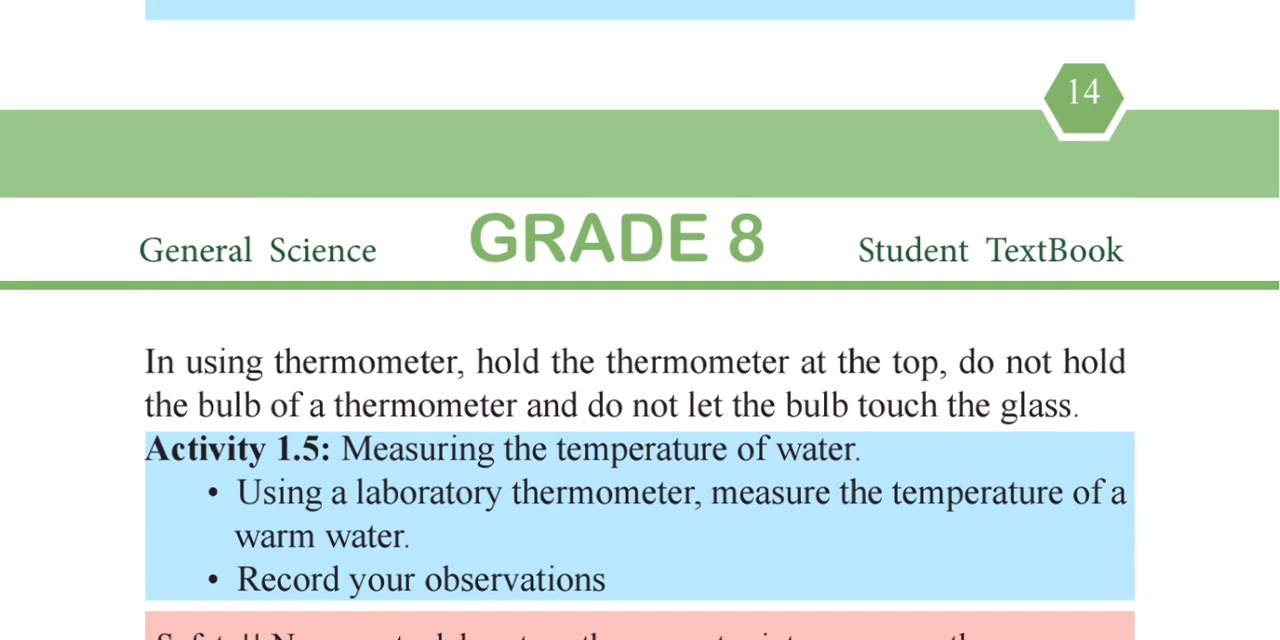 14
General Science GRADE 8 Student TextBook
In using thermometer, hold the thermometer at the top, do not hold
the bulb of a thermometer and do not let the bulb touch the glass.
Activity 1.5: Measuring the temperature of water.
• Using a laboratory thermometer, measure the temperature of a
warm water.
• Record your observations